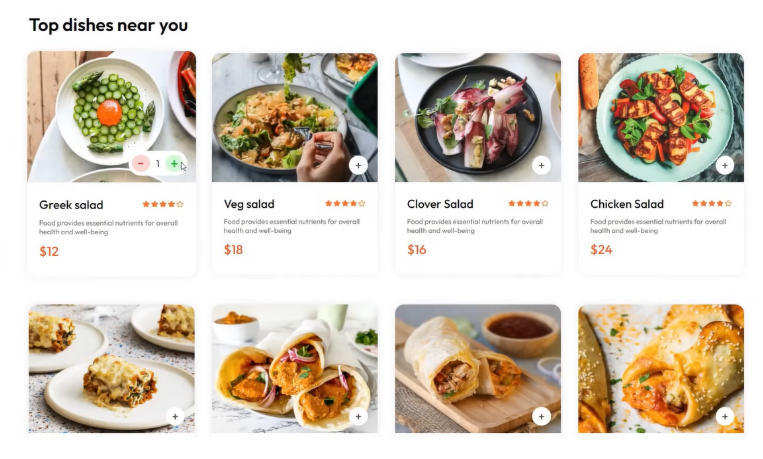 Top dishes near you
- 1 +
+
+
+
Greek salad
Food provides essential nutrients for overall
health and well-being
$12
Veg salad
Food provides essential nutrients for overall
health and well-being
$18
Clover Salad
Food provides essential nutrients for overall
health and well-being
$16
Chicken Salad
Food provides essential nutrients for overall
health and well-being
$24
+
+
+
+